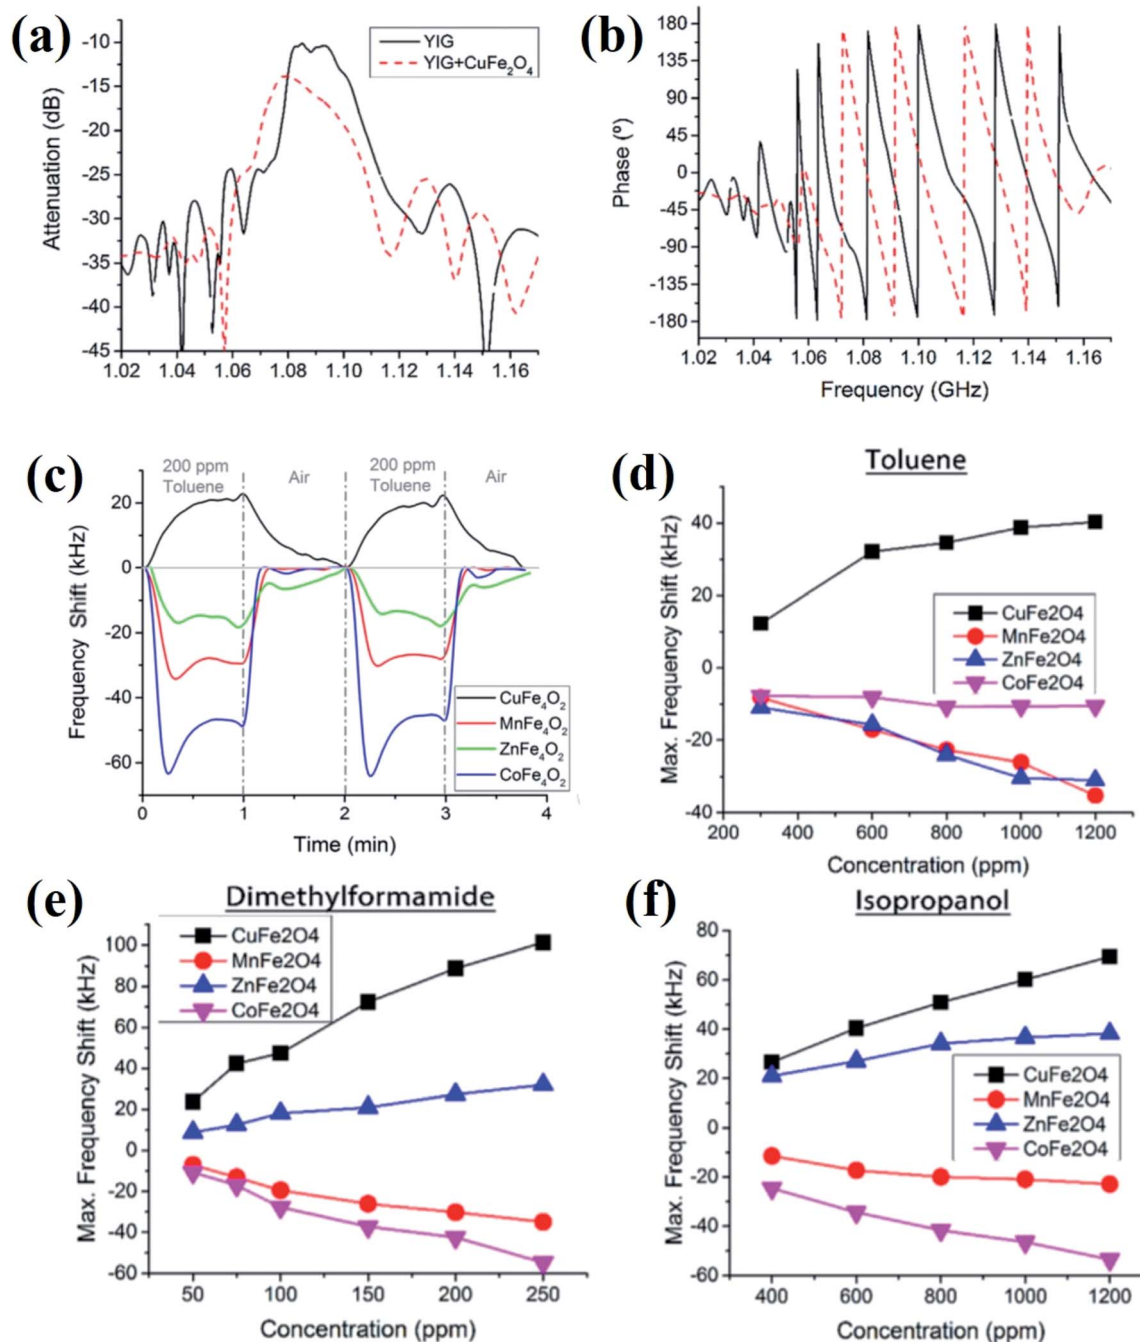 (a)
-10
-15
-20
-25
-30
-35
-40
-45
Attenuation (dB)
YIG
YIG+CuFe2O4
1.02 1.04 1.06 1.08 1.10 1.12 1.14 1.16
(b)
180
135
90
45
0
-45
-90
-135
-180
Phase (º)
1.02 1.04 1.06 1.08 1.10 1.12 1.14 1.16
Frequency (GHz)
(c)
200 ppm
Toluene
Air
200 ppm
Toluene
Air
20
0
-20
-40
-60
Frequency Shift (kHz)
CuFe4O2
MnFe4O2
ZnFe4O2
CoFe4O2
0 1 2 3 4
Time (min)
(d)
Toluene
40
20
0
-20
-40
Max. Frequency Shift (kHz)
CuFe2O4
MnFe2O4
ZnFe2O4
CoFe2O4
200 400 600 800 1000 1200
Concentration (ppm)
(e)
Dimethylformamide
CuFe2O4
MnFe2O4
ZnFe2O4
CoFe2O4
100
80
60
40
20
0
-20
-40
-60
Max. Frequency Shift (kHz)
50 100 150 200 250
Concentration (ppm)
(f)
Isopropanol
80
60
40
20
0
-20
-40
-60
Max. Frequency Shift (kHz)
CuFe2O4
MnFe2O4
ZnFe2O4
CoFe2O4
400 600 800 1000 1200
Concentration (ppm)